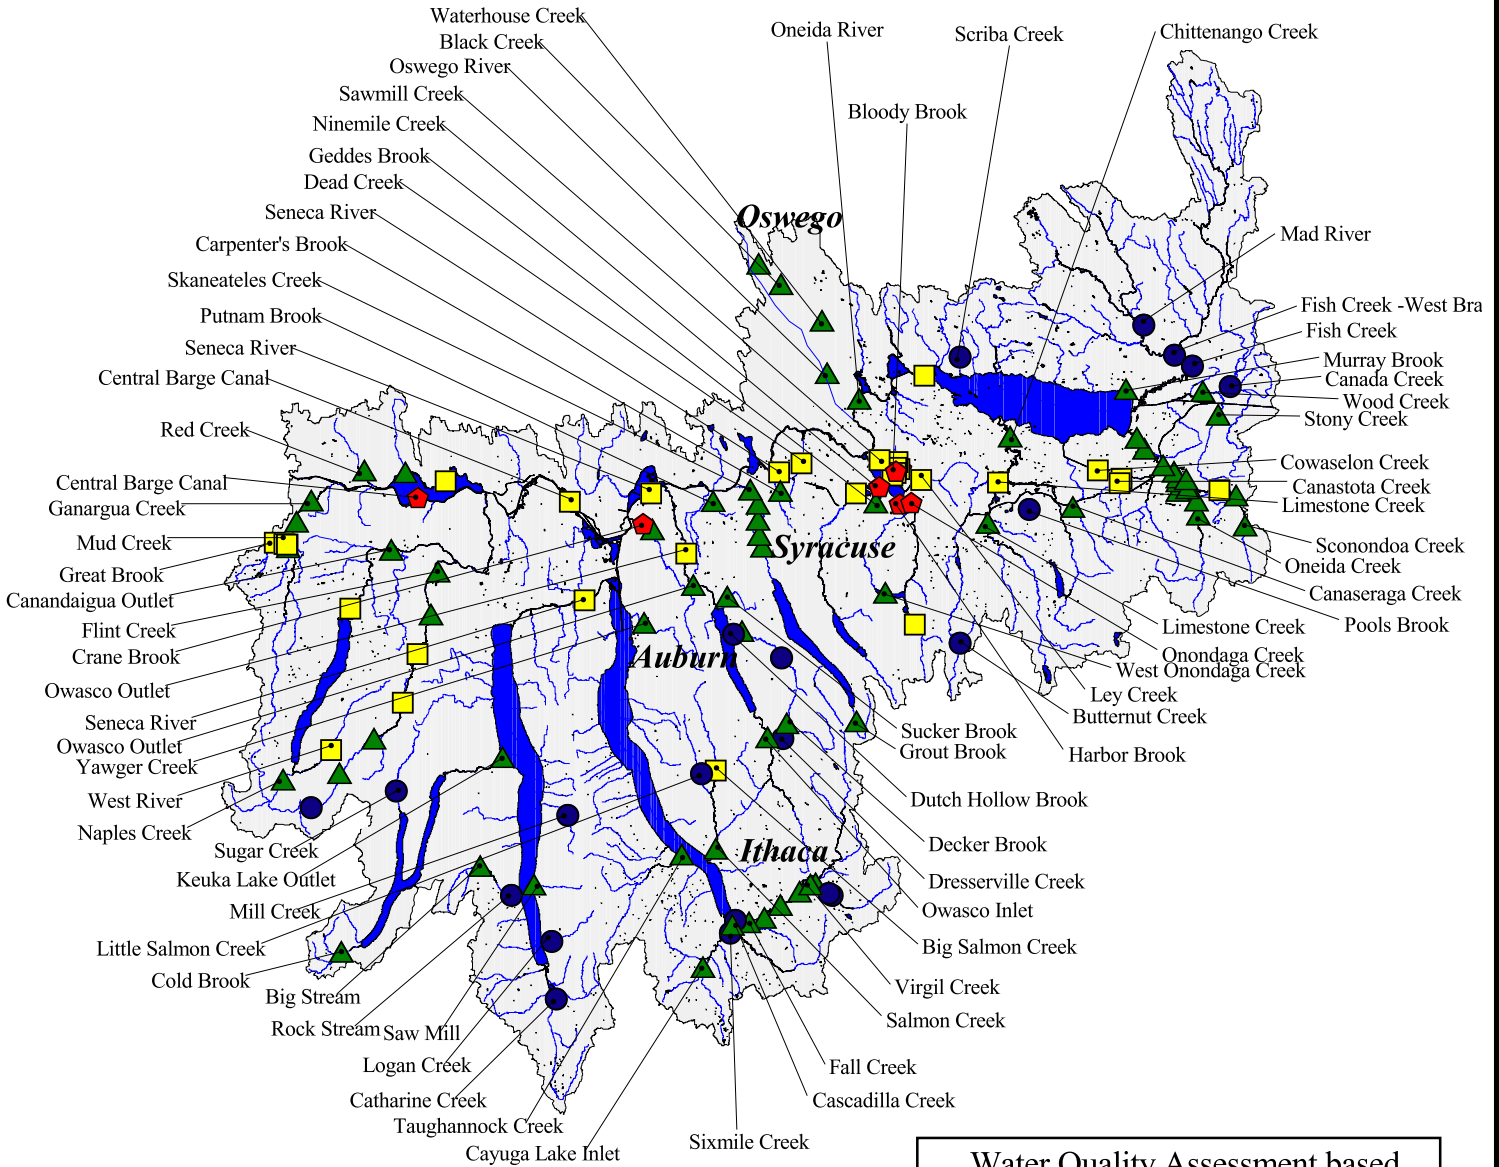 Waterhouse Creek
Black Creek
Oswego River
Sawmill Creek
Ninemile Creek
Geddes Brook
Dead Creek
Seneca River
Carpenter's Brook
Skaneateles Creek
Putnam Brook
Seneca River
Central Barge Canal
Red Creek
Central Barge Canal
Ganargua Creek
Mud Creek
Great Brook
Canandaigua Outlet
Flint Creek
Crane Brook
Owasco Outlet
Seneca River
Owasco Outlet
Yawger Creek
West River
Naples Creek
Sugar Creek
Keuka Lake Outlet
Mill Creek
Little Salmon Creek
Cold Brook
Big Stream
Rock Stream
Saw Mill
Logan Creek
Catharine Creek
Taughannock Creek
Cayuga Lake Inlet
Sixmile Creek
Cascadilla Creek
Fall Creek
Salmon Creek
Virgil Creek
Big Salmon Creek
Owasco Inlet
Dresserville Creek
Decker Brook
Dutch Hollow Brook
Grout Brook
Sucker Brook
Harbor Brook
Butternut Creek
Ley Creek
West Onondaga Creek
Onondaga Creek
Limestone Creek
Pools Brook
Canaseraga Creek
Oneida Creek
Sconondoa Creek
Limestone Creek
Canastota Creek
Cowaselon Creek
Stony Creek
Wood Creek
Canada Creek
Murray Brook
Fish Creek
Fish Creek -West Bra
Mad River
Chittenango Creek
Scriba Creek
Bloody Brook
Oneida River
Oswego
Syracuse
Auburn
Ithaca
Water Quality Assessment based